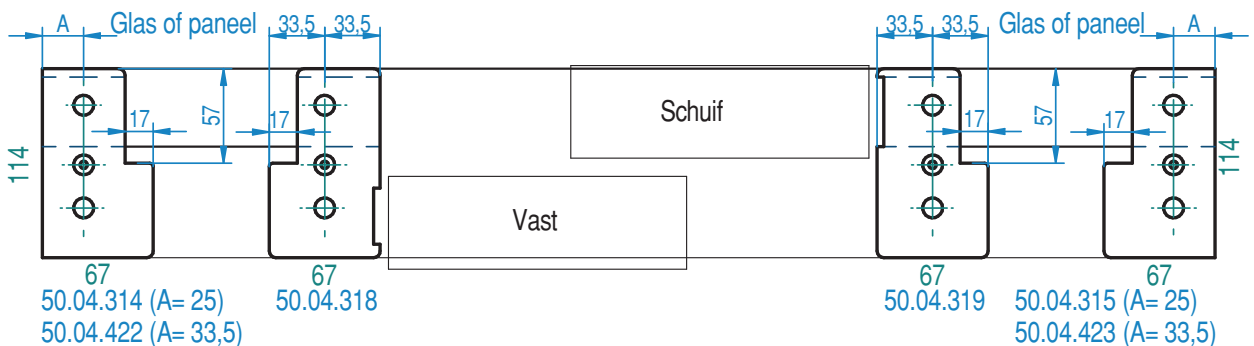 A Glas of paneel 33,5 33,5 33,5 33,5 Glas of paneel A
Schuif
17 57 17 17 57 17
114 114
Vast
67 67 67 67
50.04.314 (A= 25) 50.04.318 50.04.319 50.04.315 (A= 25)
50.04.422 (A= 33,5) 50.04.423 (A= 33,5)